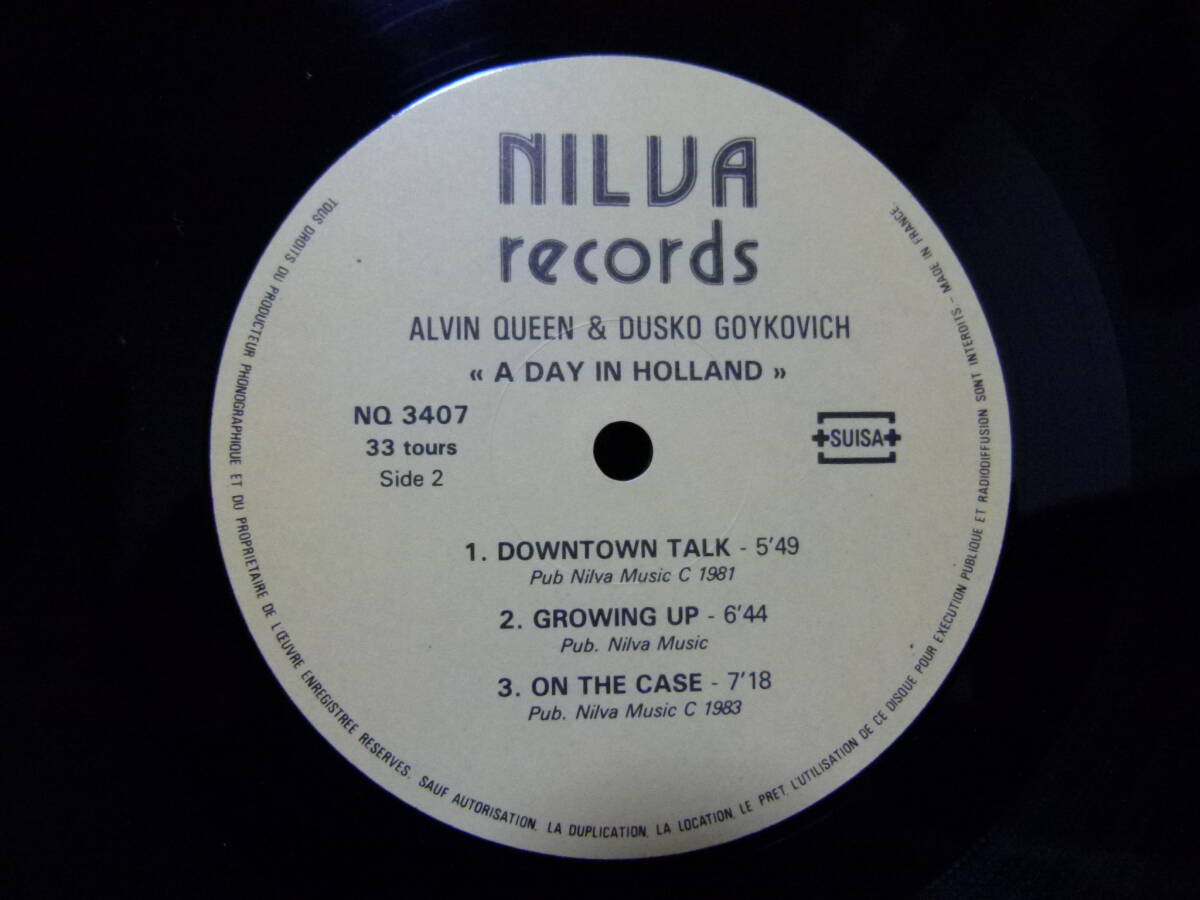 NILVA
records
ALVIN QUEEN & DUSKO GOYKOVICH
« A DAY IN HOLLAND »
NQ 3407
33 tours
Side 2
SUISA
1. DOWNTOWN TALK - 5'49
Pub Nilva Music C 1981
2. GROWING UP - 6'44
Pub. Nilva Music
3. ON THE CASE - 7'18
Pub. Nilva Music C 1983
TOUS DROITS DU PRODUCTEUR PHONOGRAPHIQUE ET DU PROPRIETAIRE DE L'ŒUVRE ENREGISTREE RESERVES. SAUF AUTORISATION, LA DUPLICATION, LA LOCATION, LE PRET, L'UTILISATION DE CE DISQUE POUR EXECUTION PUBLIQUE ET RADIODIFFUSION SONT INTERDITS. - MADE IN FRANCE.